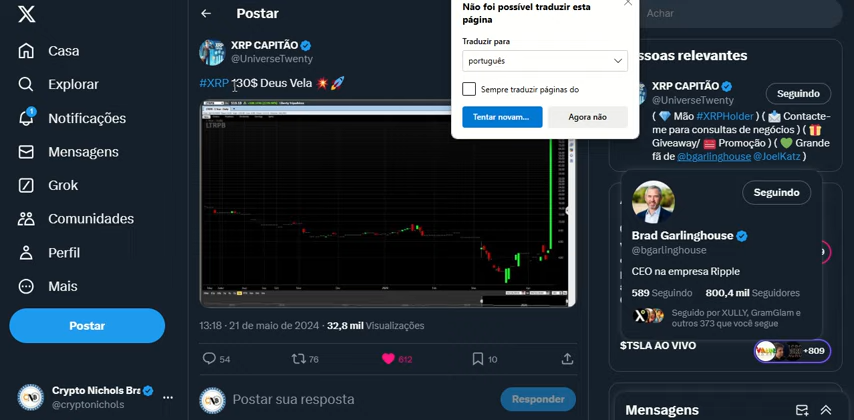 Casa
Explorar
1
Notificações
Mensagens
Grok
Comunidades
Perfil
Mais
Postar
Crypto Nichols Bra
@cryptonichols
Postar
XRP CAPITÃO
@UniverseTwenty
#XRP 130$ Deus Vela
LTRPB
13:18 · 21 de maio de 2024 · 32,8 mil Visualizações
54
76
612
10
Postar sua resposta
Responder
Não foi possível traduzir esta
página
Traduzir para
português
Sempre traduzir páginas do
Tentar novam...
Agora não
Achar
ssoas relevantes
XRP CAPITÃO
@UniverseTwenty
Seguindo
( Mão #XRPHolder ) ( Contacte-
me para consultas de negócios ) (
Giveaway/ Promoção ) ( Grande
fã de @bgarlinghouse @JoelKatz )
Seguindo
Brad Garlinghouse
@bgarlinghouse
CEO na empresa Ripple
589 Seguindo 800,4 mil Seguidores
Seguido por XULLY, GramGlam e
outros 373 que você segue
$TSLA AO VIVO
+809
Mensagens